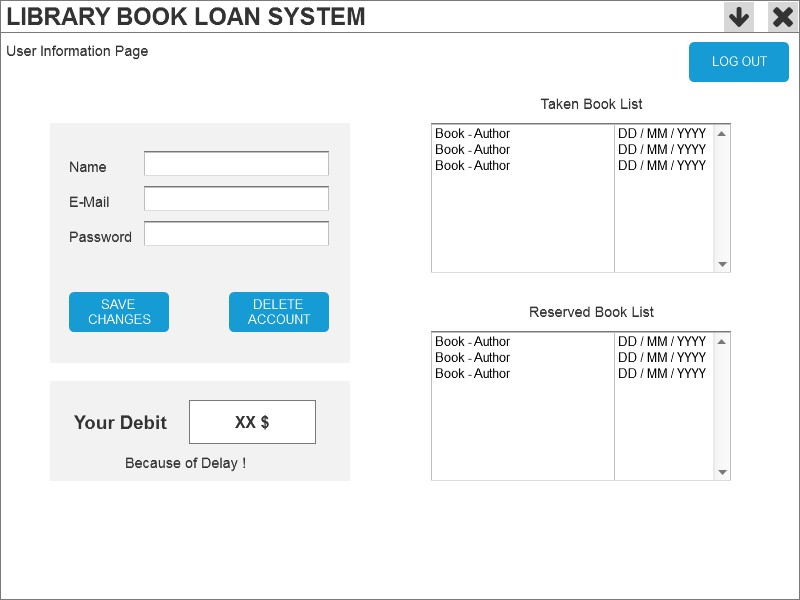 LIBRARY BOOK LOAN SYSTEM
User Information Page
LOG OUT
Name
E-Mail
Password
SAVE
CHANGES
DELETE
ACCOUNT
Your Debit
XX $
Because of Delay !
Taken Book List
Book - Author DD / MM / YYYY
Book - Author DD / MM / YYYY
Book - Author DD / MM / YYYY
Reserved Book List
Book - Author DD / MM / YYYY
Book - Author DD / MM / YYYY
Book - Author DD / MM / YYYY